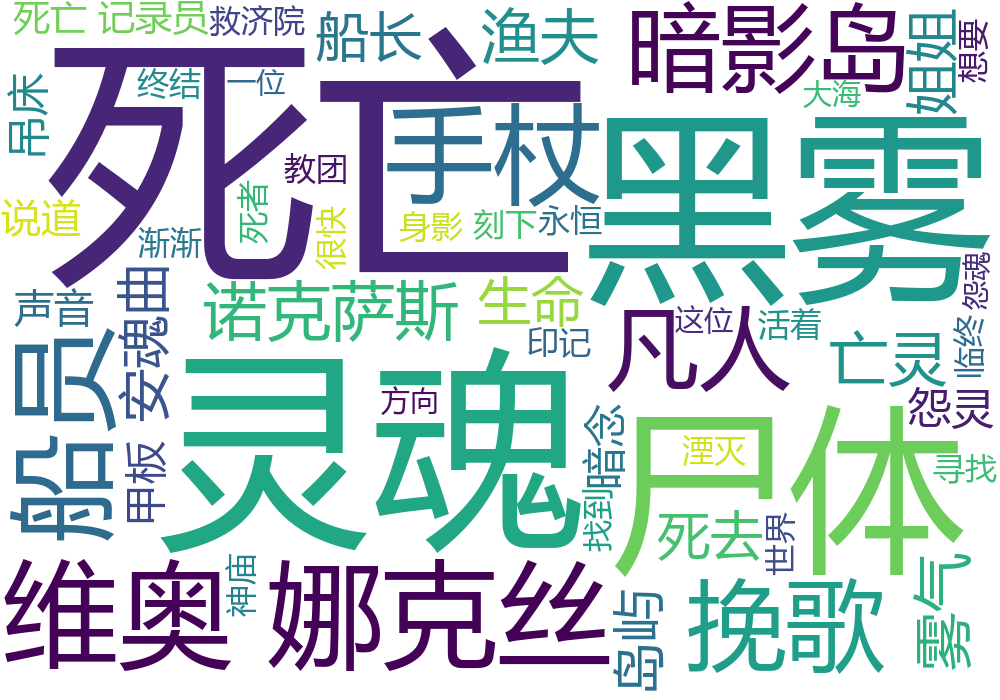 死亡 记录员
救济院
船长
渔夫
暗影岛
姐姐
想要
吊床
终结
一位
大海
死亡
手杖
黑雾
教团
死者
很快
说道
渐渐
身影
刻下
永恒
声音
安魂曲
诺克萨斯
生命
怨魂
印记
凡人
这位
活着
亡灵
临终
船员
灵魂
方向
怨灵
甲板
暗念
湮灭
尸体
寻找
找到
死去
世界
维奥
神庙
娜克丝
岛屿
挽歌
雾气